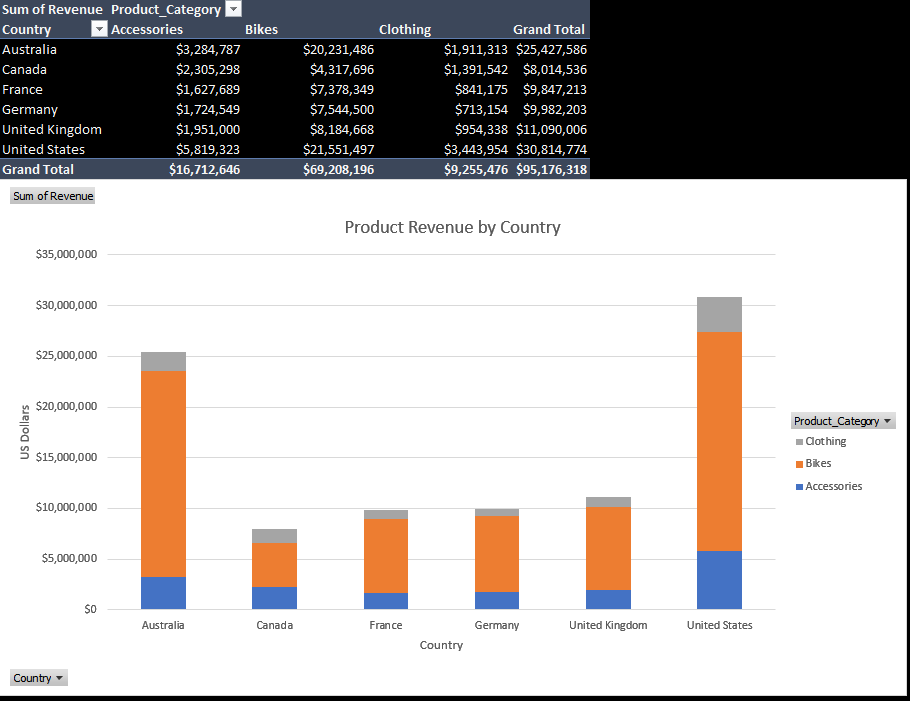 Sum of Revenue Product_Category
Country Accessories Bikes Clothing Grand Total
Australia $3,284,787 $20,231,486 $1,911,313 $25,427,586
Canada $2,305,298 $4,317,696 $1,391,542 $8,014,536
France $1,627,689 $7,378,349 $841,175 $9,847,213
Germany $1,724,549 $7,544,500 $713,154 $9,982,203
United Kingdom $1,951,000 $8,184,668 $954,338 $11,090,006
United States $5,819,323 $21,551,497 $3,443,954 $30,814,774
Grand Total $16,712,646 $69,208,196 $9,255,476 $95,176,318
Sum of Revenue
Product Revenue by Country
$35,000,000
$30,000,000
$25,000,000
$20,000,000
$15,000,000
$10,000,000
$5,000,000
$0
US Dollars
Australia Canada France Germany United Kingdom United States
Country
Product_Category
Clothing
Bikes
Accessories
Country